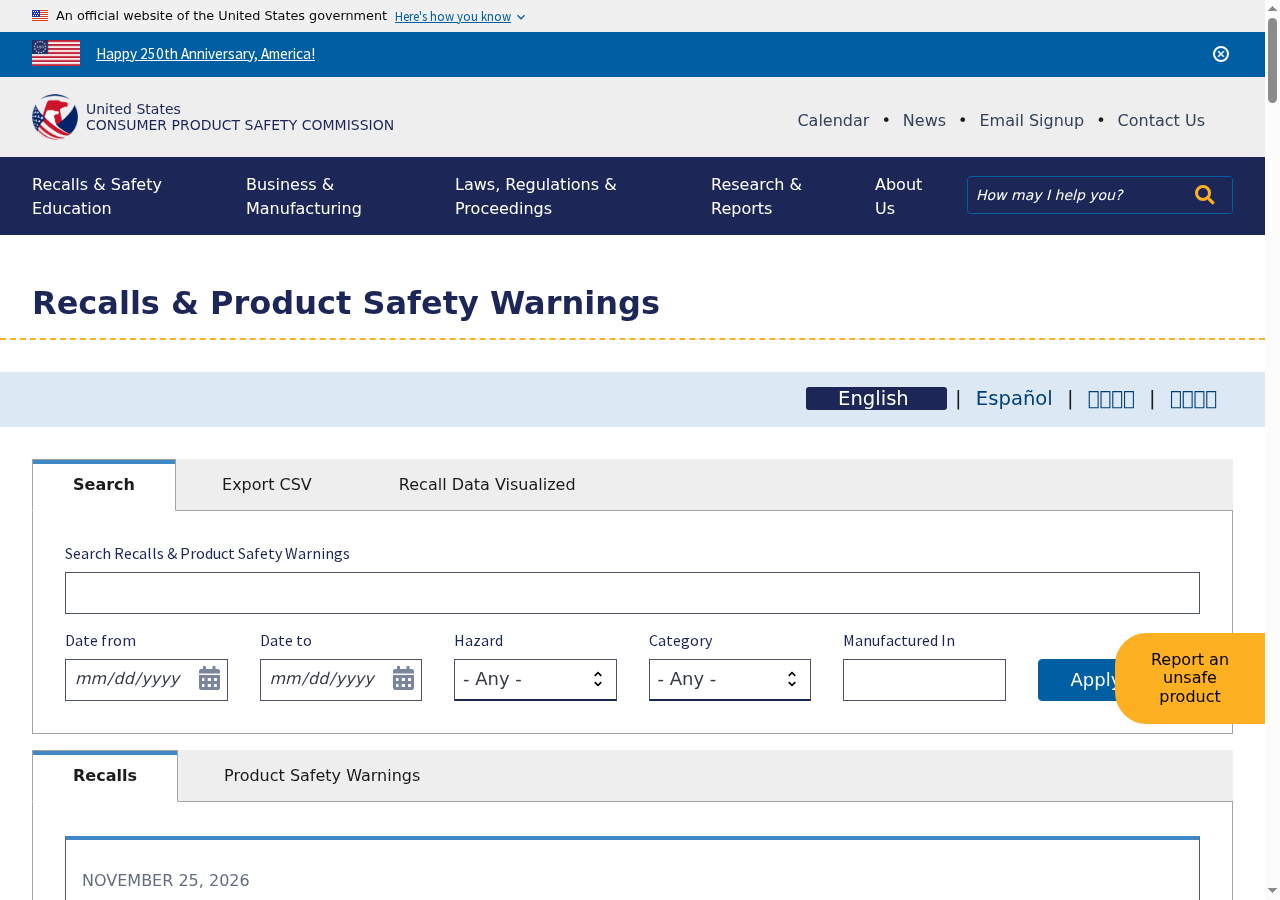 An official website of the United States government Here's how you know
Happy 250th Anniversary, America!
United States
CONSUMER PRODUCT SAFETY COMMISSION
Calendar • News • Email Signup • Contact Us
Recalls & Safety Education
Business & Manufacturing
Laws, Regulations & Proceedings
Research & Reports
About Us
How may I help you?
Recalls & Product Safety Warnings
English | Español | |
Search Export CSV Recall Data Visualized
Search Recalls & Product Safety Warnings
Date from Date to Hazard Category Manufactured In
mm/dd/yyyy mm/dd/yyyy - Any - - Any - Apply
Report an
unsafe
product
Recalls Product Safety Warnings
NOVEMBER 25, 2026